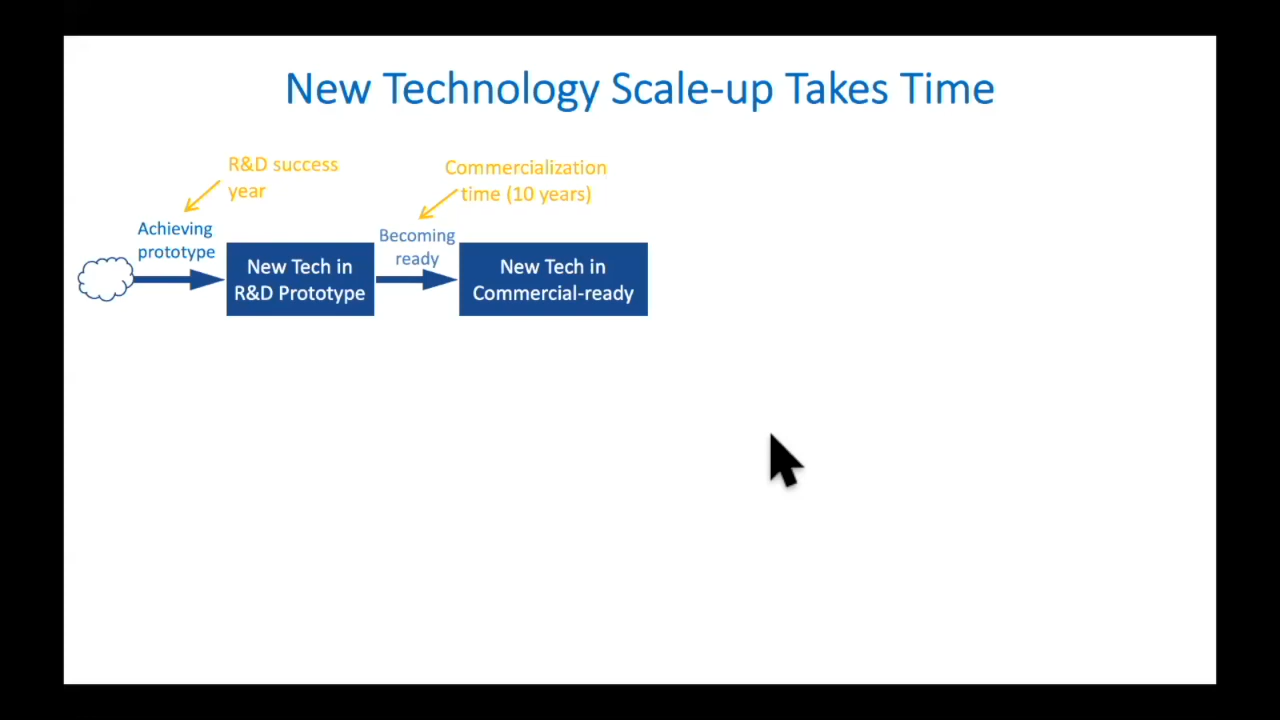 New Technology Scale-up Takes Time
R&D success
year
Commercialization
time (10 years)
Achieving
prototype
Becoming
ready
New Tech in
R&D Prototype
New Tech in
Commercial-ready